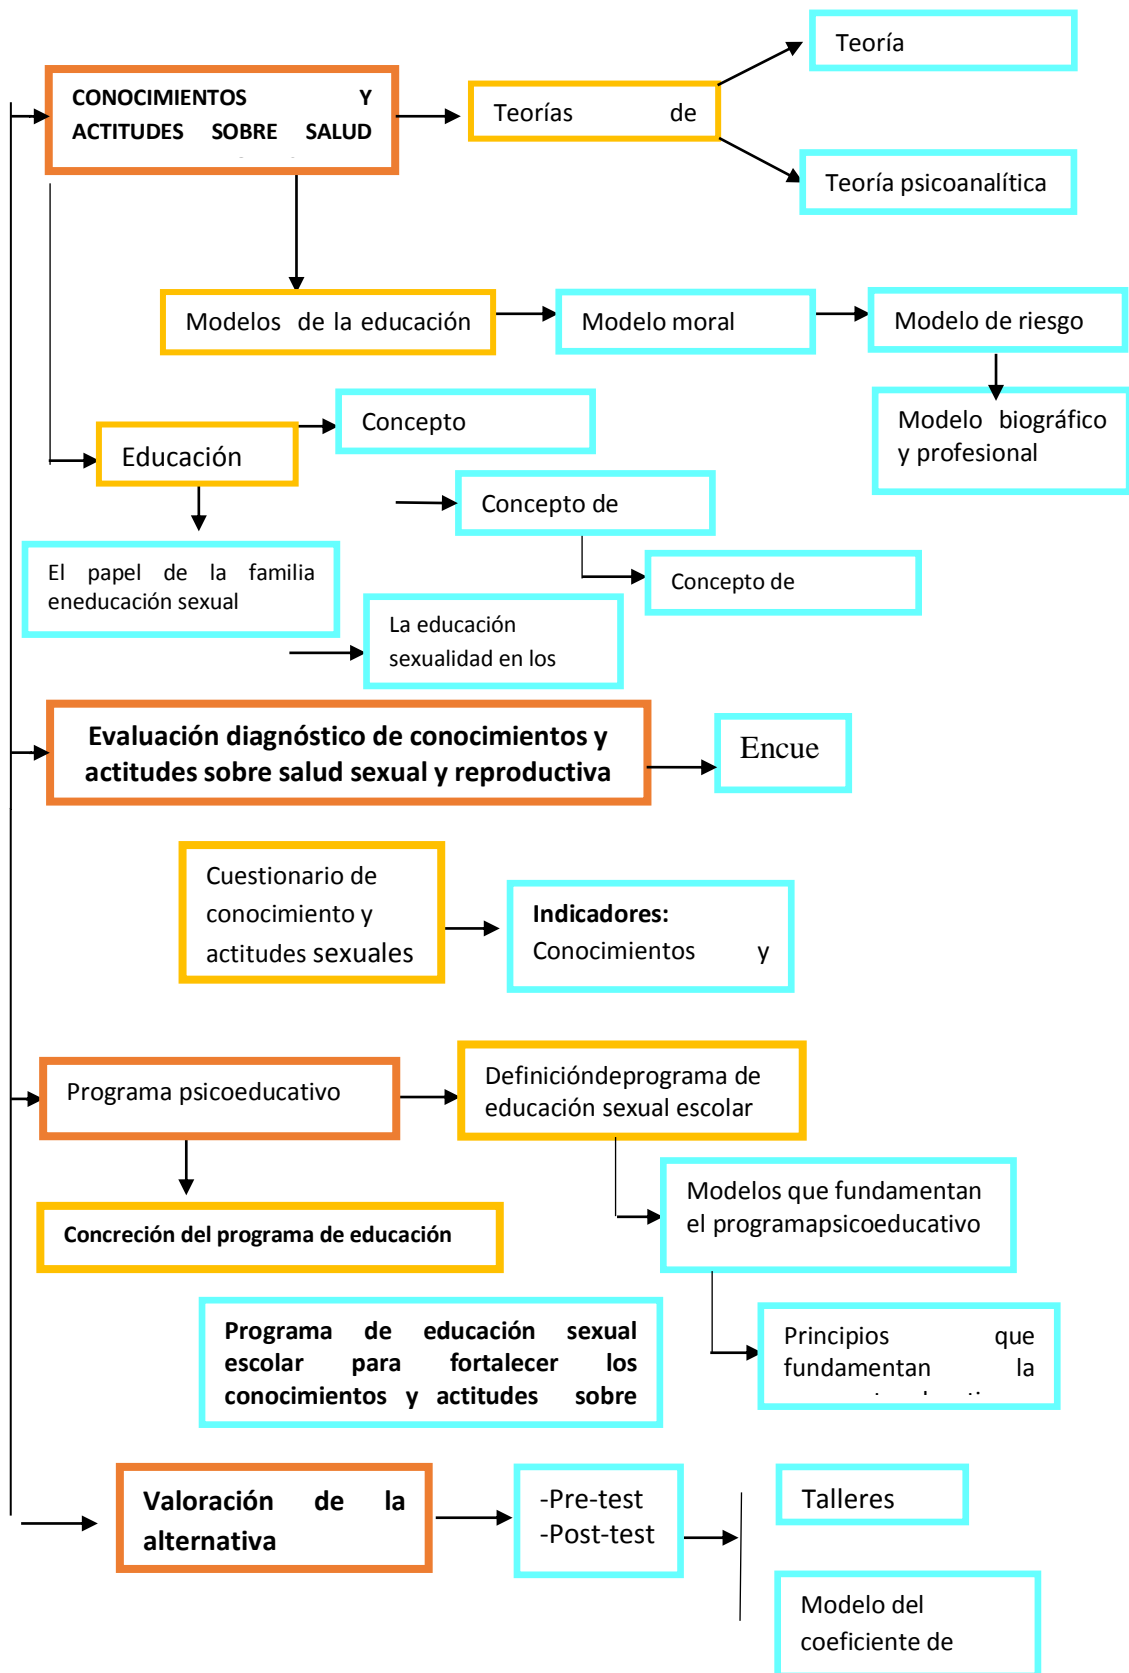 Teoría
CONOCIMIENTOS Y
ACTITUDES SOBRE SALUD
Teorías de
Teoría psicoanalítica
Modelos de la educación
Modelo moral
Modelo de riesgo
Modelo biográfico
y profesional
Concepto
Educación
Concepto de
El papel de la familia
eneducación sexual
Concepto de
La educación
sexualidad en los
Evaluación diagnóstico de conocimientos y
actitudes sobre salud sexual y reproductiva
Encue
Cuestionario de
conocimiento y
actitudes sexuales
Indicadores:
Conocimientos y
Programa psicoeducativo
Definicióndeprograma de
educación sexual escolar
Modelos que fundamentan
el programapsicoeducativo
Concreción del programa de educación
Programa de educación sexual
escolar para fortalecer los
conocimientos y actitudes sobre
Principios que
fundamentan la
Valoración de la
alternativa
-Pre-test
-Post-test
Talleres
Modelo del
coeficiente de